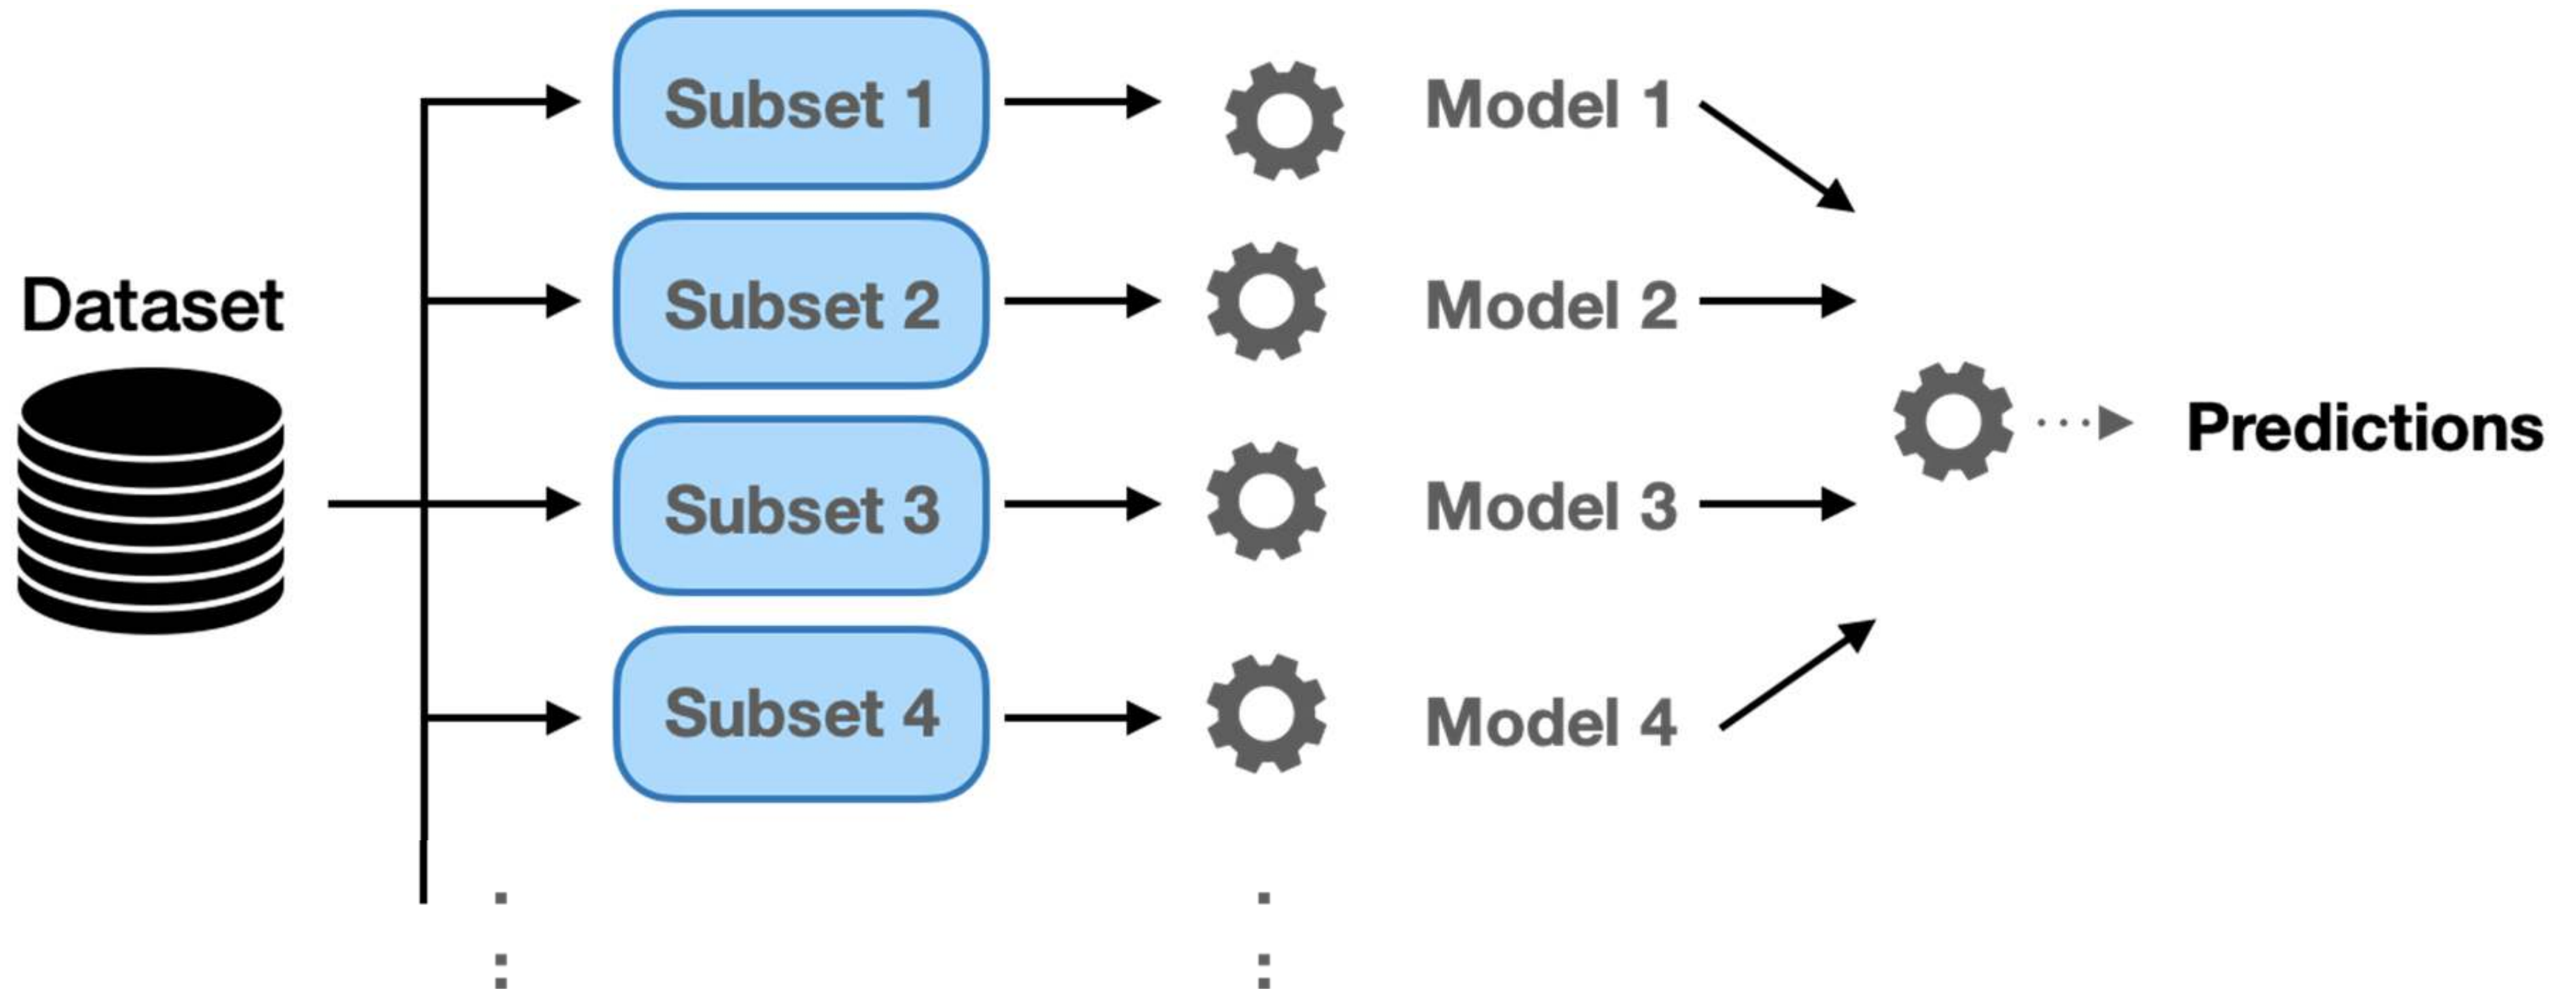 Dataset
Subset 1
Model 1
Subset 2
Model 2
Subset 3
Model 3
Subset 4
Model 4
Predictions